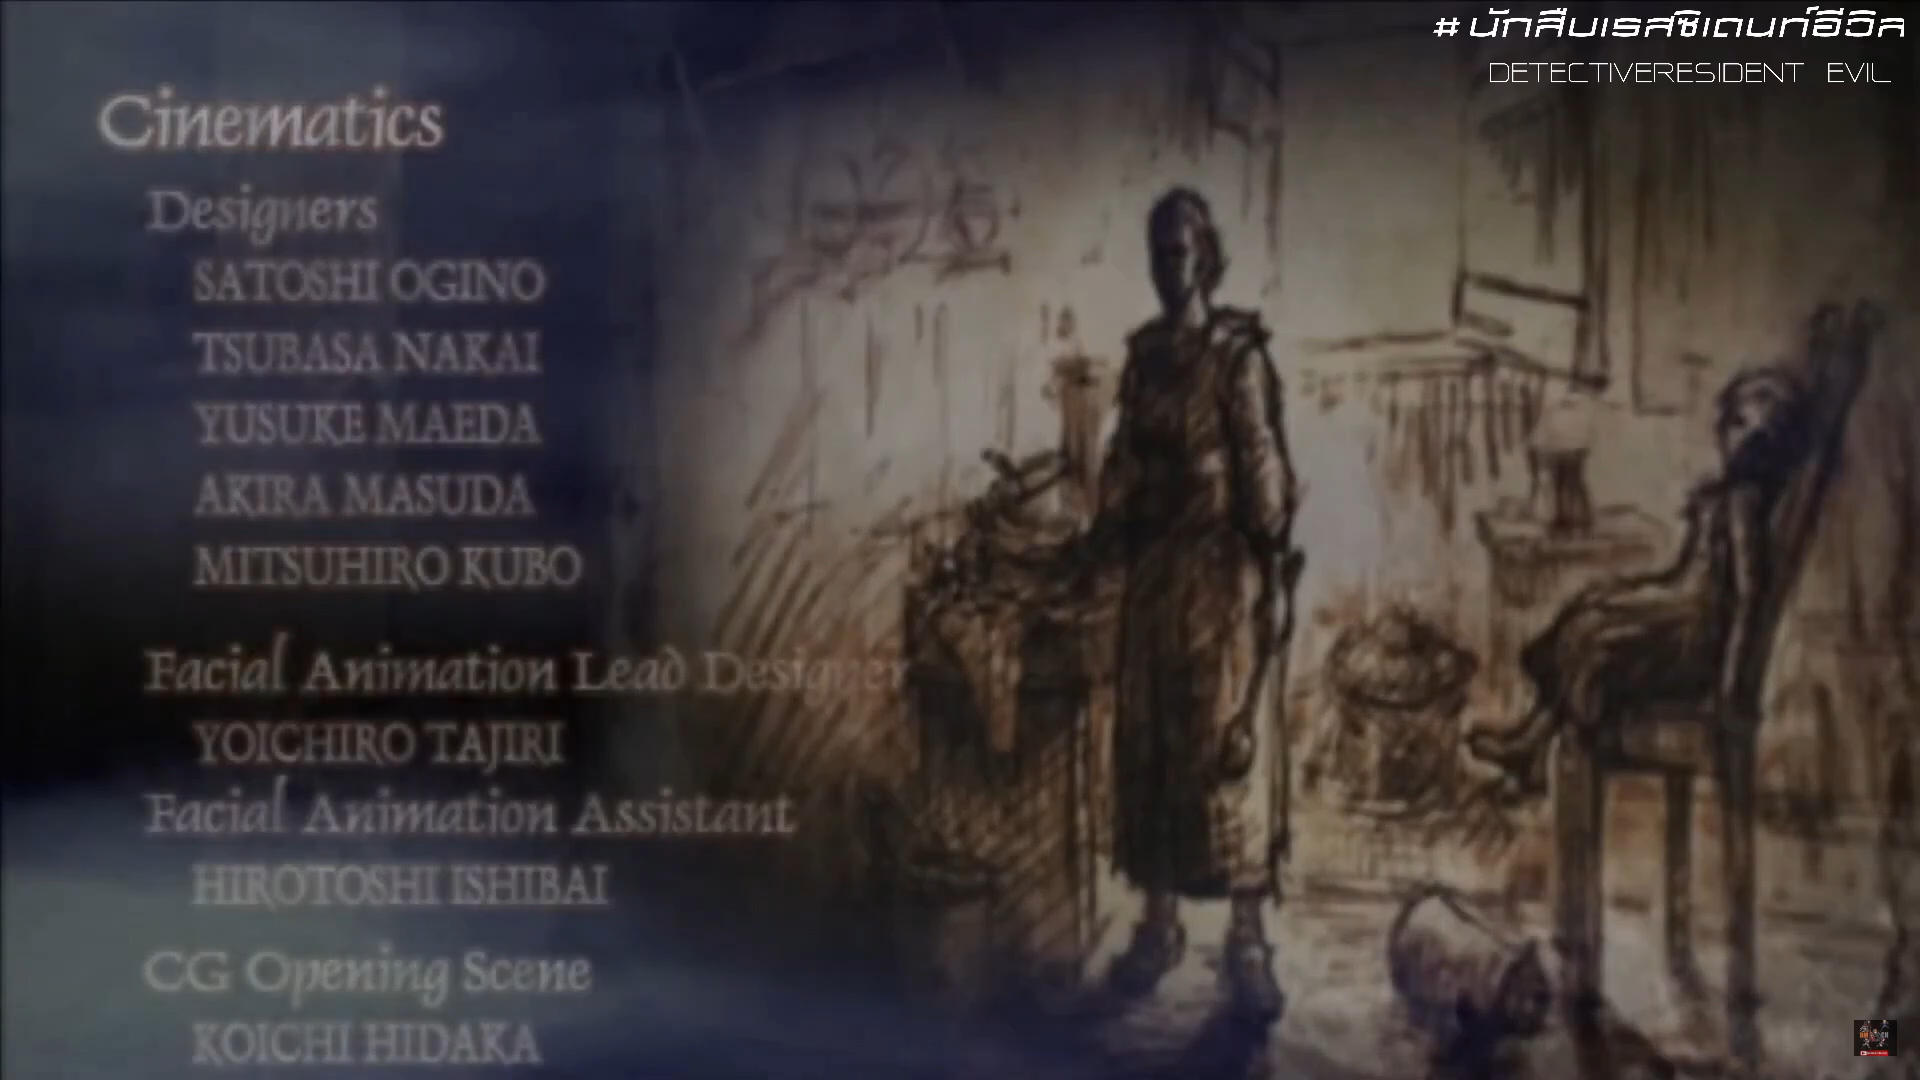 #นักสืบเรสซิเดนท์อีวิล
DETECTIVERESIDENT EVIL
Cinematics
Designers
SATOSHI OGINO
TSUBASA NAKAI
YUSUKE MAEDA
AKIRA MASUDA
MITSUHIRO KUBO
Facial Animation Lead Designer
YOICHIRO TAJIRI
Facial Animation Assistant
HIROTOSHI ISHIBAI
CG Opening Scene
KOICHI HIDAKA